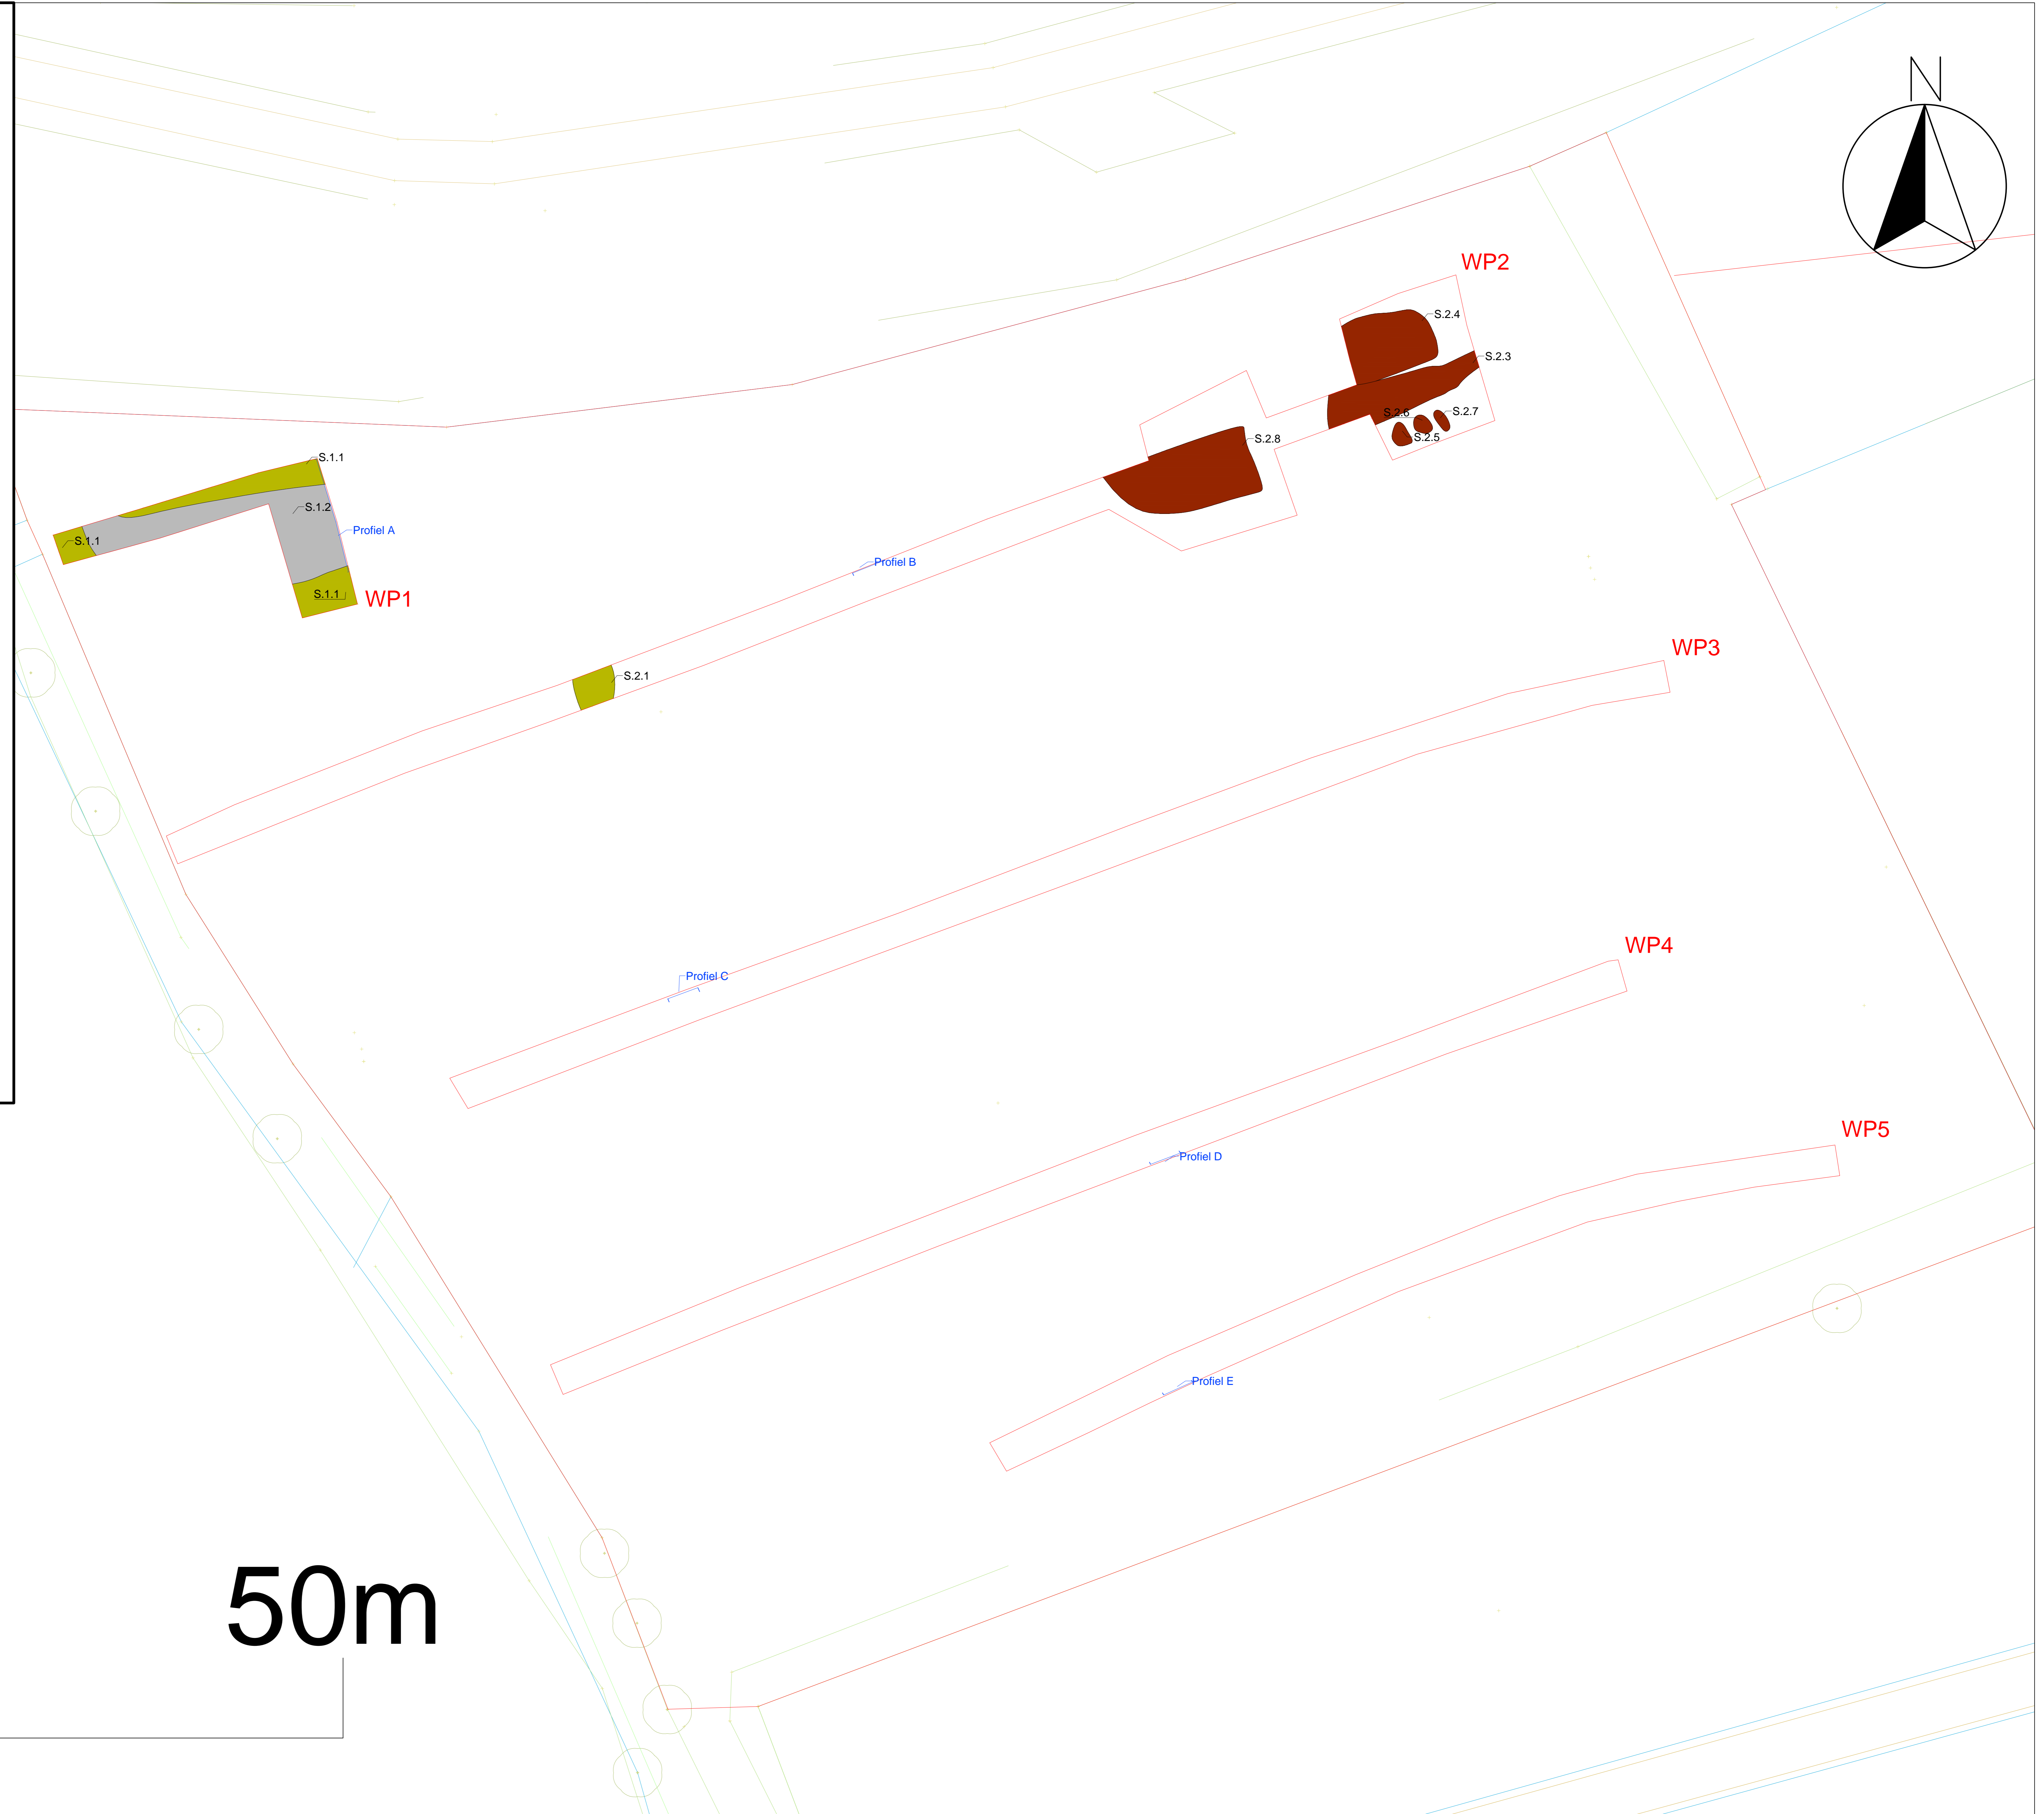 N
WP2
S.2.4
S.2.3
S.2.6
S.2.7
S.2.5
S.2.8
S.1.1
S.1.2
Profiel A
S.1.1
Profiel B
S.1.1
WP1
WP3
S.2.1
WP4
Profiel C
WP5
Profiel D
Profiel E
50m